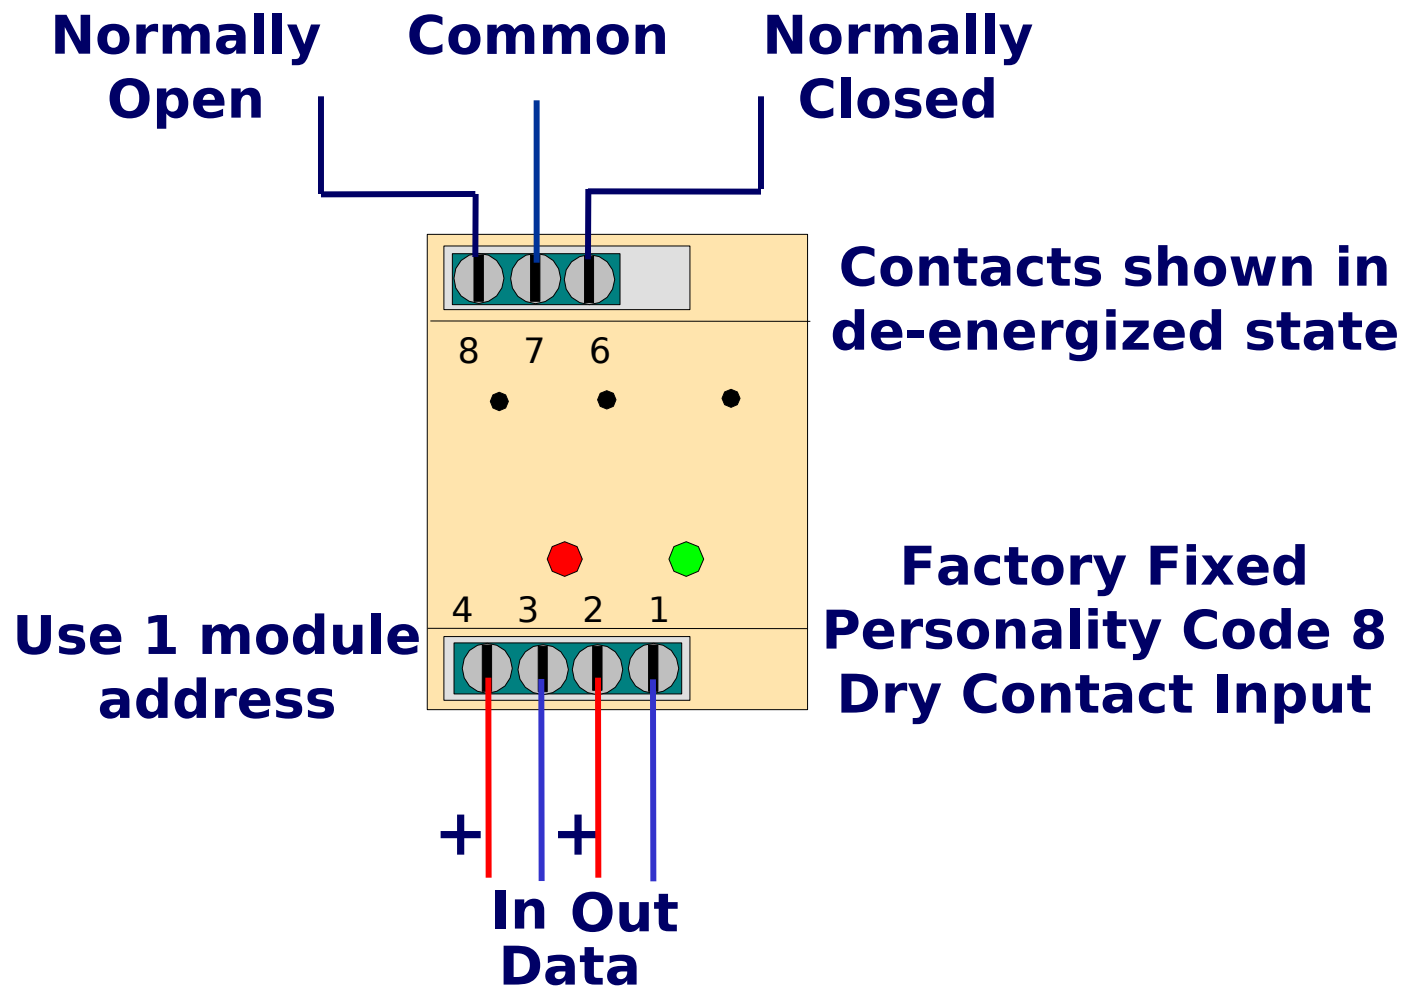 Normally
Open
Common
Normally
Closed
Contacts shown in
de-energized state
8 7 6
4 3 2 1
Use 1 module
address
Factory Fixed
Personality Code 8
Dry Contact Input
+ +
In Out
Data